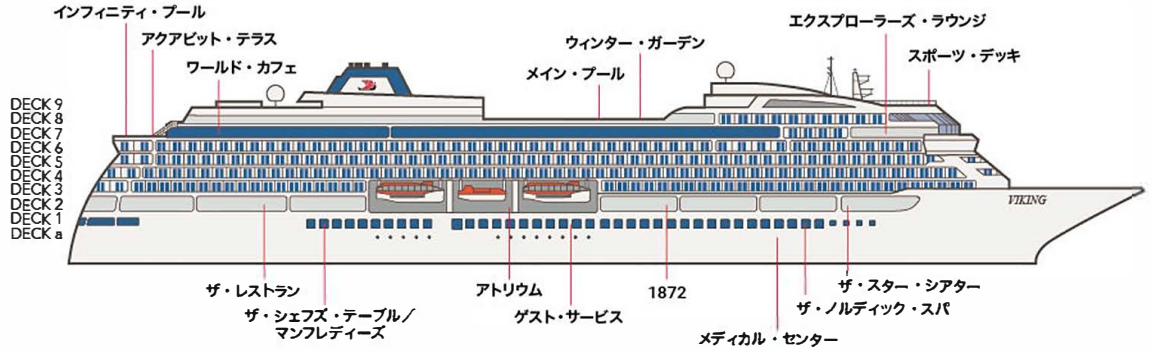 インフィニティ・プール
アクアビット・テラス
ワールド・カフェ
ウィンター・ガーデン
メイン・プール
エクスプローラーズ・ラウンジ
スポーツ・デッキ
DECK 9
DECK 8
DECK 7
DECK 6
DECK 5
DECK 4
DECK 3
DECK 2
DECK 1
DECK a
VIKING
ザ・レストラン
ザ・シェフズ・テーブル/
マンフレディーズ
アトリウム
ゲスト・サービス
1872
メディカル・センター
ザ・ノルディック・スパ
ザ・スター・シアター